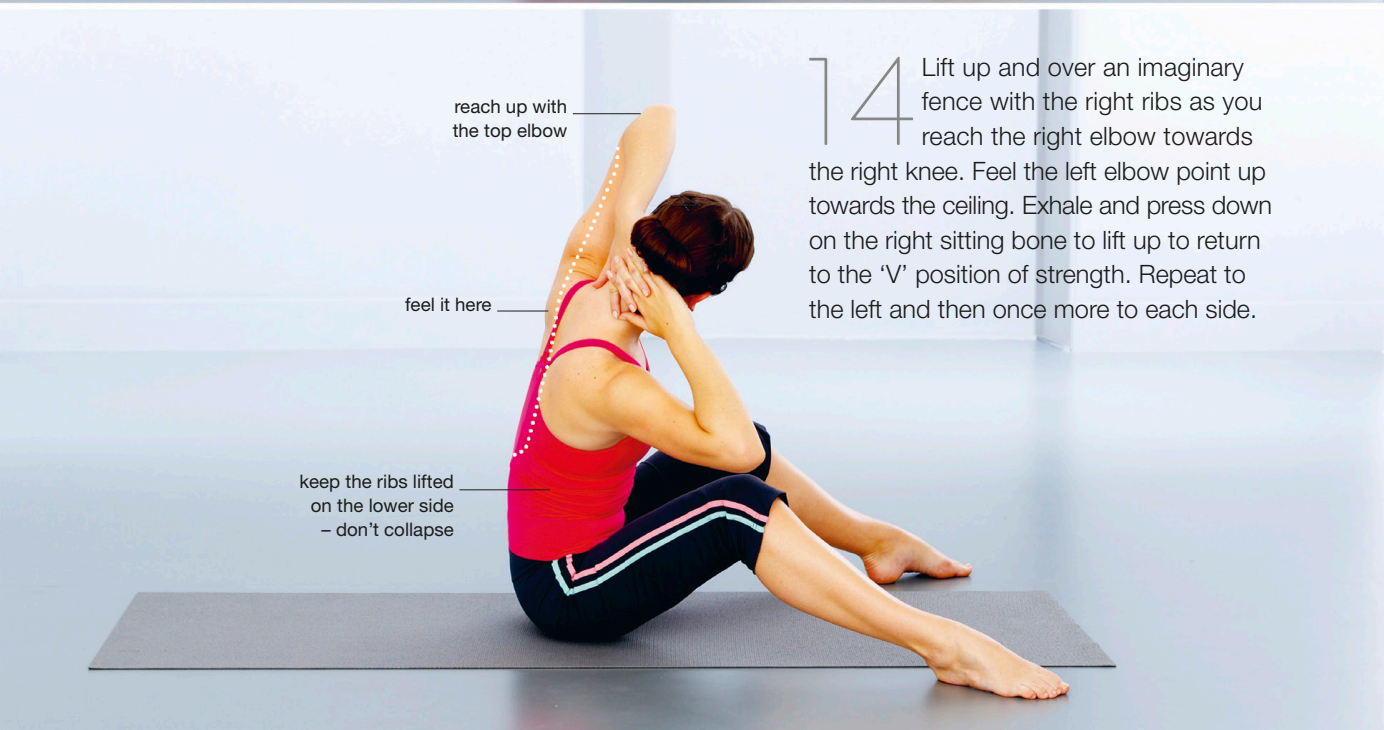 reach up with
the top elbow
feel it here
keep the ribs lifted
on the lower side
– don’t collapse
14 Lift up and over an imaginary
fence with the right ribs as you
reach the right elbow towards
the right knee. Feel the left elbow point up
towards the ceiling. Exhale and press down
on the right sitting bone to lift up to return
to the ‘V’ position of strength. Repeat to
the left and then once more to each side.